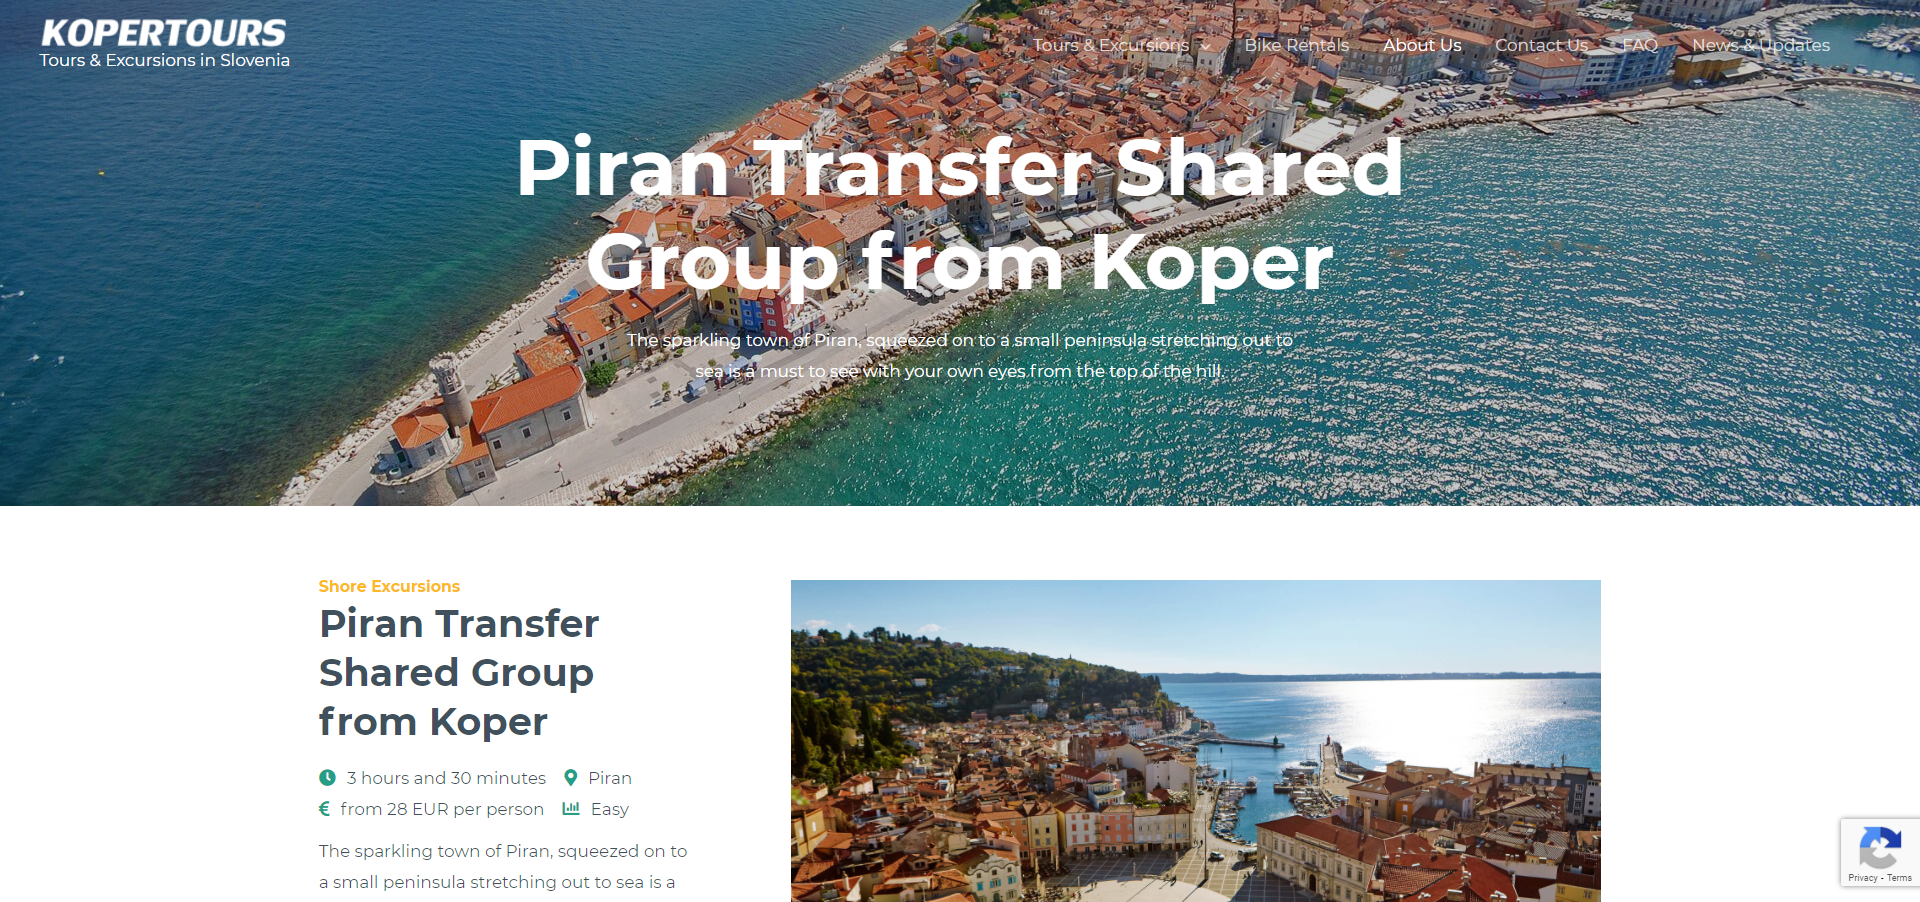 KOPERTOURS
Tours & Excursions in Slovenia
Tours & Excursions
Bike Rentals
About Us
Contact Us
FAQ
News & Updates
Piran Transfer Shared
Group from Koper
The sparkling town of Piran, squeezed on to a small peninsula stretching out to
sea is a must to see with your own eyes from the top of the hill.
Shore Excursions
Piran Transfer
Shared Group
from Koper
3 hours and 30 minutes
Piran
from 28 EUR per person
Easy
The sparkling town of Piran, squeezed on to
a small peninsula stretching out to sea is a
Privacy - Terms